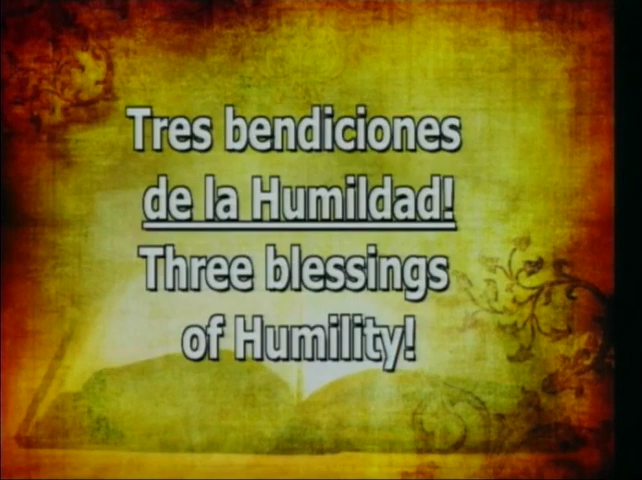 Tres bendiciones
de la Humildad!
Three blessings
of Humility!